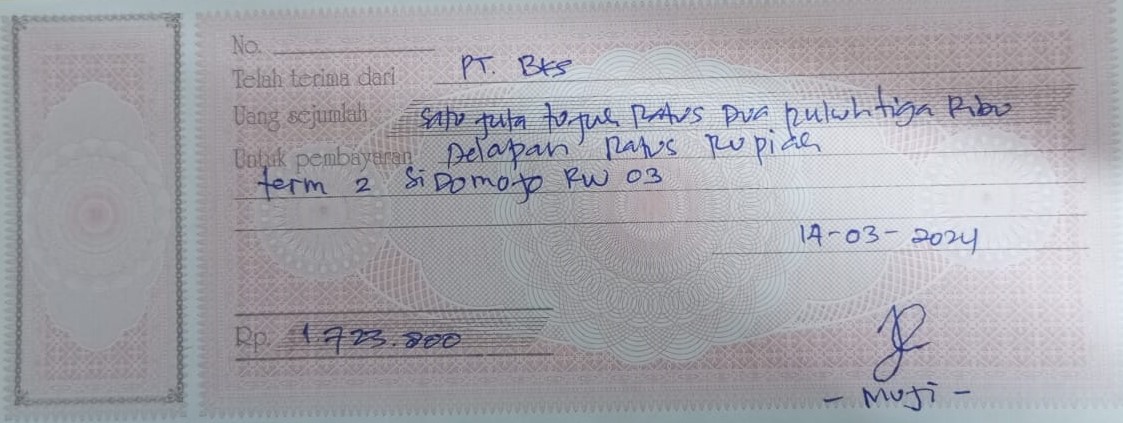 No.
Telah terima dari PT. BKS
Uang sejumlah satu juta tujuh Ratus Dua puluh tiga Ribu
Untuk pembayaran Delapan Ratus Rupiah
term 2 SiDomojo RW 03
14-03-2024
Rp. 1.723.800
- Muji -